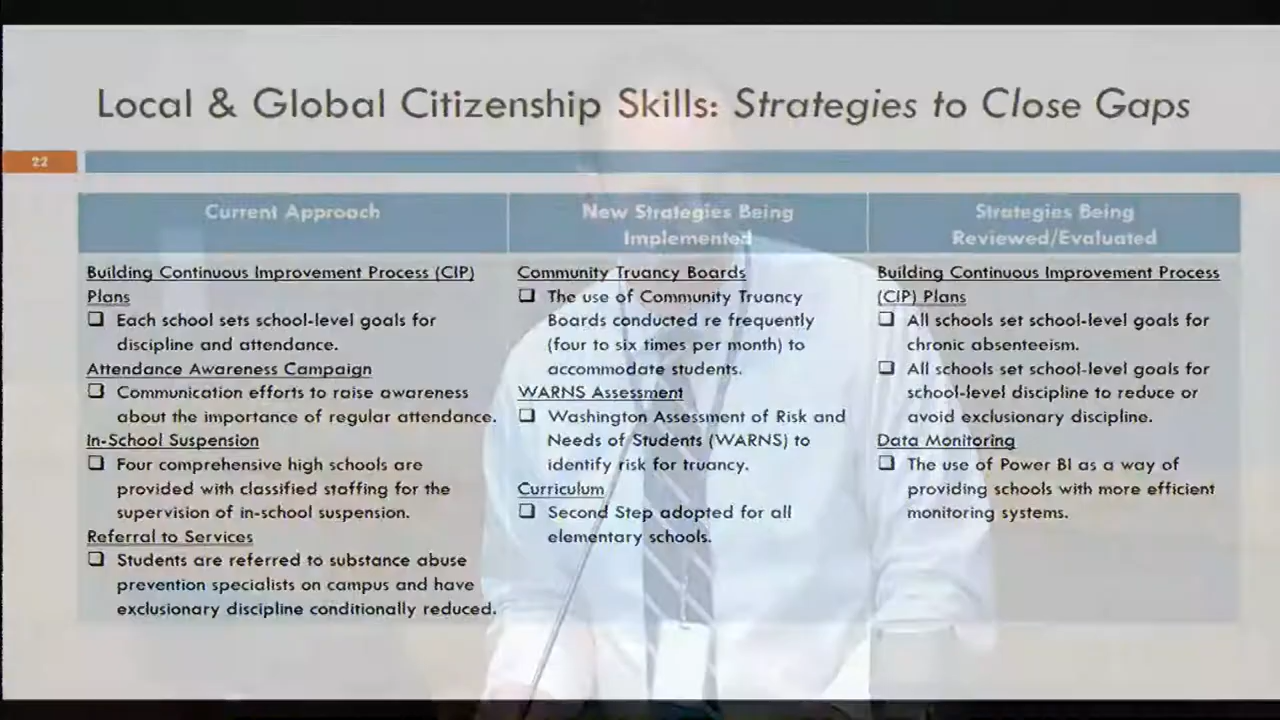 Local & Global Citizenship Skills: Strategies to Close Gaps
22
Current Approach
Building Continuous Improvement Process (CIP)
Plans
❑ Each school sets school-level goals for
discipline and attendance.
Attendance Awareness Campaign
❑ Communication efforts to raise awareness
about the importance of regular attendance.
In-School Suspension
❑ Four comprehensive high schools are
provided with classified staffing for the
supervision of in-school suspension.
Referral to Services
❑ Students are referred to substance abuse
prevention specialists on campus and have
exclusionary discipline conditionally reduced.
New Strategies Being
Implemented
Community Truancy Boards
❑ The use of Community Truancy
Boards conducted re frequently
(four to six times per month) to
accommodate students.
WARNS Assessment
❑ Washington Assessment of Risk and
Needs of Students (WARNS) to
identify risk for truancy.
Curriculum
❑ Second Step adopted for all
elementary schools.
Strategies Being
Reviewed/Evaluated
Building Continuous Improvement Process
(CIP) Plans
❑ All schools set school-level goals for
chronic absenteeism.
❑ All schools set school-level goals for
school-level discipline to reduce or
avoid exclusionary discipline.
Data Monitoring
❑ The use of Power BI as a way of
providing schools with more efficient
monitoring systems.